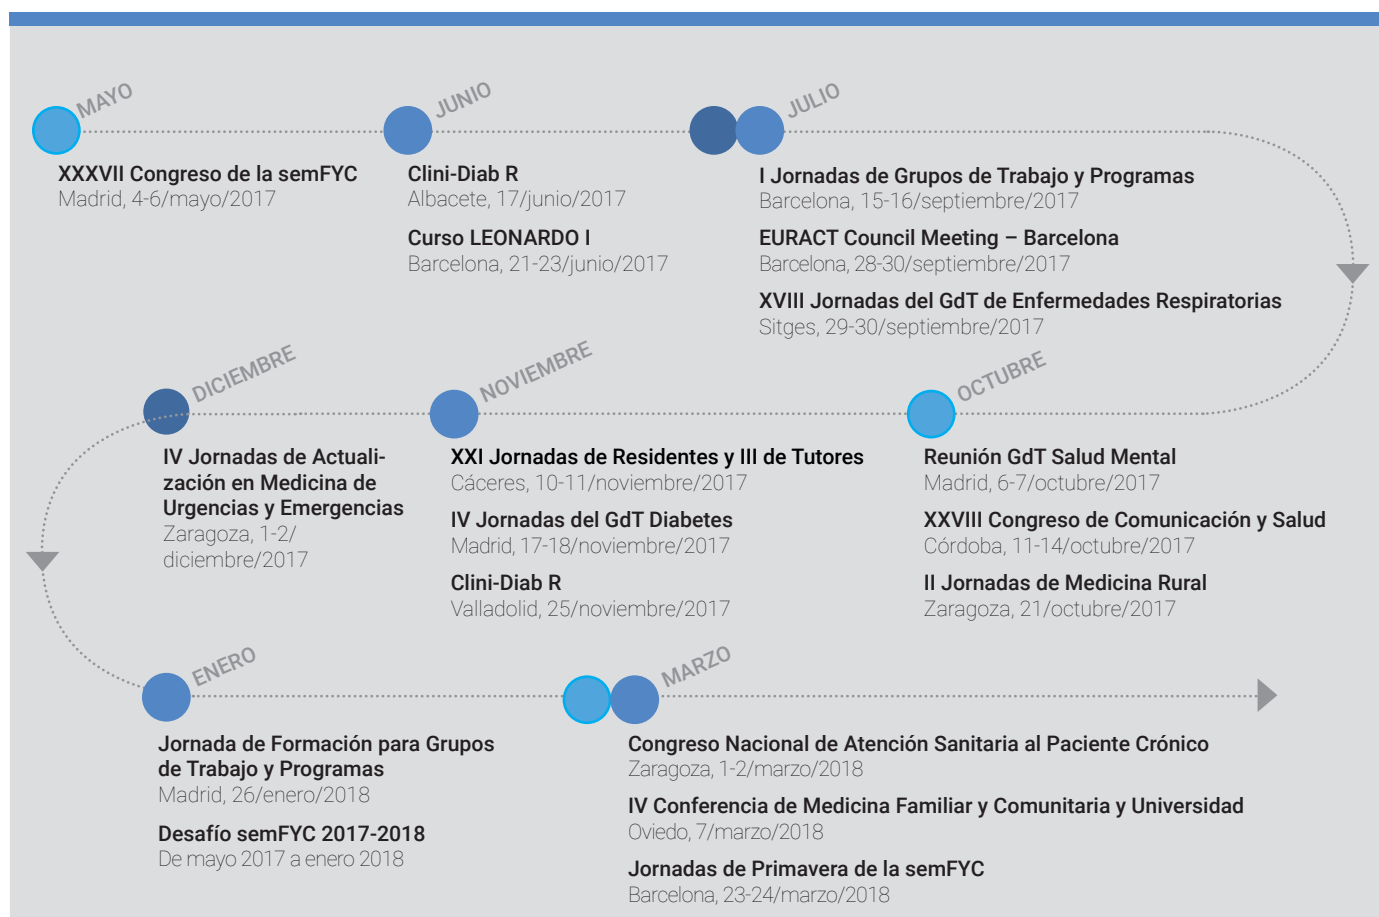 MAYO
XXXVII Congreso de la semFYC
Madrid, 4-6/mayo/2017
JUNIO
Clini-Diab R
Albacete, 17/junio/2017
Curso LEONARDO I
Barcelona, 21-23/junio/2017
JULIO
I Jornadas de Grupos de Trabajo y Programas
Barcelona, 15-16/septiembre/2017
EURACT Council Meeting – Barcelona
Barcelona, 28-30/septiembre/2017
XVIII Jornadas del GdT de Enfermedades Respiratorias
Sitges, 29-30/septiembre/2017
DICIEMBRE
IV Jornadas de Actuali-
zación en Medicina de
Urgencias y Emergencias
Zaragoza, 1-2/
diciembre/2017
NOVIEMBRE
XXI Jornadas de Residentes y III de Tutores
Cáceres, 10-11/noviembre/2017
IV Jornadas del GdT Diabetes
Madrid, 17-18/noviembre/2017
Clini-Diab R
Valladolid, 25/noviembre/2017
OCTUBRE
Reunión GdT Salud Mental
Madrid, 6-7/octubre/2017
XXVIII Congreso de Comunicación y Salud
Córdoba, 11-14/octubre/2017
II Jornadas de Medicina Rural
Zaragoza, 21/octubre/2017
ENERO
Jornada de Formación para Grupos
de Trabajo y Programas
Madrid, 26/enero/2018
Desafío semFYC 2017-2018
De mayo 2017 a enero 2018
MARZO
Congreso Nacional de Atención Sanitaria al Paciente Crónico
Zaragoza, 1-2/marzo/2018
IV Conferencia de Medicina Familiar y Comunitaria y Universidad
Oviedo, 7/marzo/2018
Jornadas de Primavera de la semFYC
Barcelona, 23-24/marzo/2018